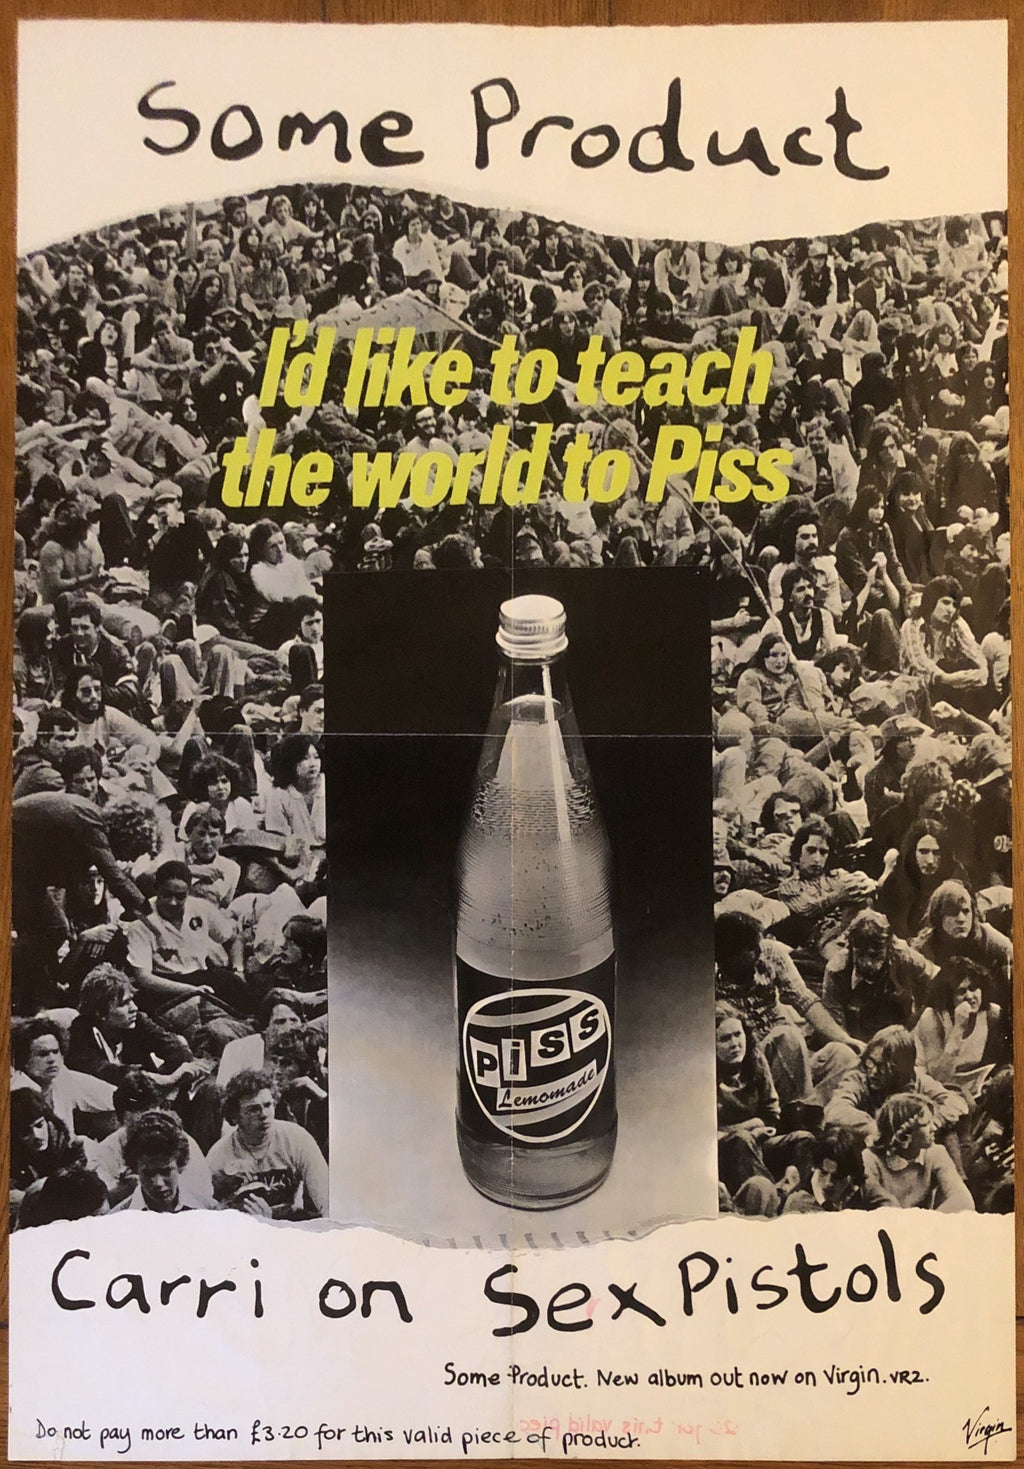 Some Product
I'd like to teach
the world to Piss
Piss
Lemomade
Carri on Sex Pistols
Some Product. New album out now on Virgin. VR2.
Do not pay more than £3.20 for this valid piece of product.
Virgin